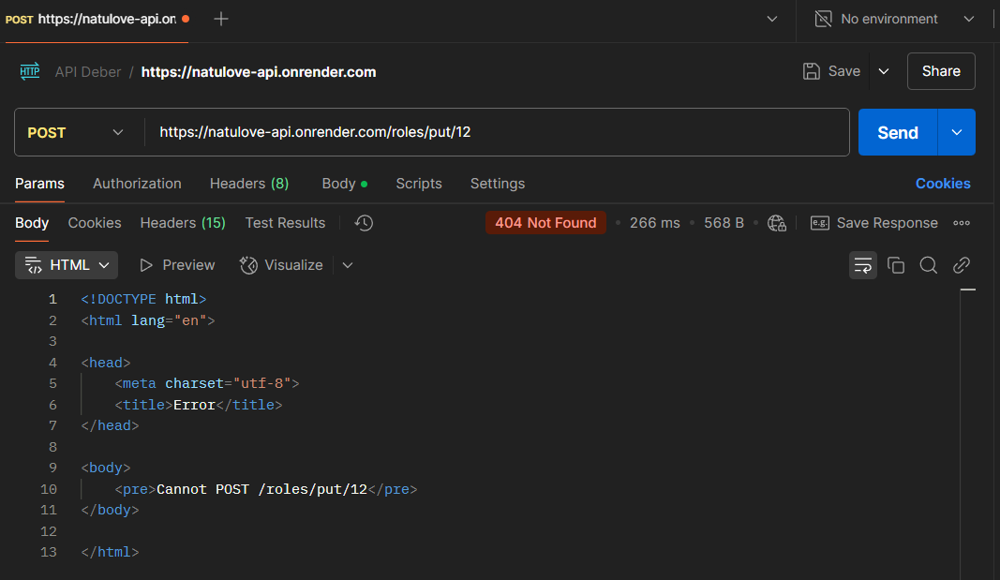 POST https://natulove-api.on
No environment
HTTP API Deber / https://natulove-api.onrender.com
Save
Share
POST
https://natulove-api.onrender.com/roles/put/12
Send
Params Authorization Headers (8) Body Scripts Settings
Cookies
Body Cookies Headers (15) Test Results
404 Not Found • 266 ms • 568 B
e.g. Save Response
HTML Preview Visualize
1 <!DOCTYPE html>
2 <html lang="en">
3
4 <head>
5 <meta charset="utf-8">
6 <title>Error</title>
7 </head>
8
9 <body>
10 <pre>Cannot POST /roles/put/12</pre>
11 </body>
12
13 </html>